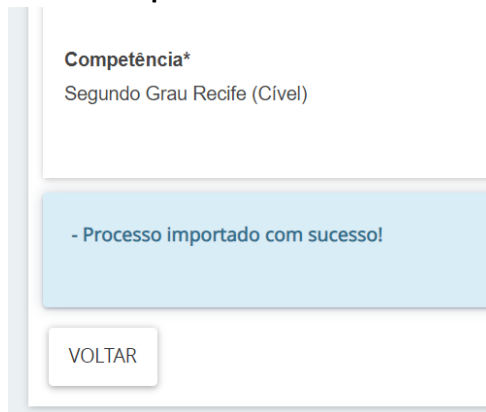 Competência*
Segundo Grau Recife (Cível)
- Processo importado com sucesso!
VOLTAR